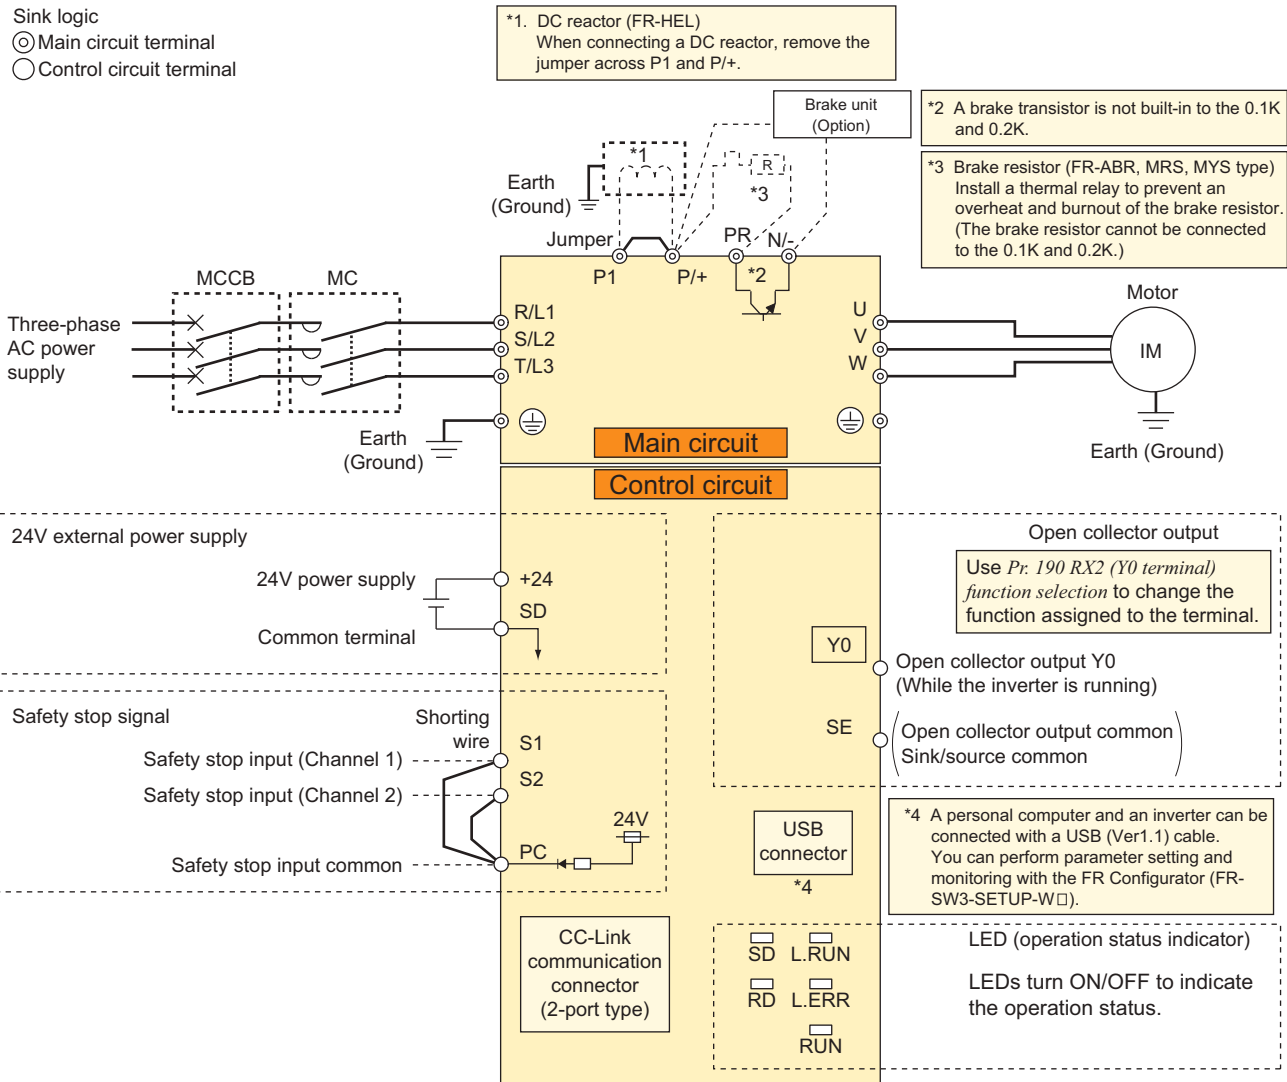 Sink logic
Main circuit terminal
Control circuit terminal
*1. DC reactor (FR-HEL)
When connecting a DC reactor, remove the
jumper across P1 and P/+.
Brake unit
(Option)
*2 A brake transistor is not built-in to the 0.1K
and 0.2K.
*3 Brake resistor (FR-ABR, MRS, MYS type)
Install a thermal relay to prevent an
overheat and burnout of the brake resistor.
(The brake resistor cannot be connected
to the 0.1K and 0.2K.)
*1
R
*3
Earth
(Ground)
Jumper
PR
N/-
P1
P/+
*2
MCCB
MC
Three-phase
AC power
supply
R/L1
S/L2
T/L3
U
V
W
Motor
IM
Earth
(Ground)
Earth (Ground)
Main circuit
Control circuit
24V external power supply
24V power supply
+24
SD
Common terminal
Open collector output
Use Pr. 190 RX2 (Y0 terminal)
function selection to change the
function assigned to the terminal.
Y0
Open collector output Y0
(While the inverter is running)
SE
Open collector output common
Sink/source common
Safety stop signal
Shorting
wire
S1
Safety stop input (Channel 1)
S2
Safety stop input (Channel 2)
24V
PC
Safety stop input common
USB
connector
*4
*4 A personal computer and an inverter can be
connected with a USB (Ver1.1) cable.
You can perform parameter setting and
monitoring with the FR Configurator (FR-
SW3-SETUP-W□).
CC-Link
communication
connector
(2-port type)
SD L.RUN
RD L.ERR
RUN
LED (operation status indicator)
LEDs turn ON/OFF to indicate
the operation status.